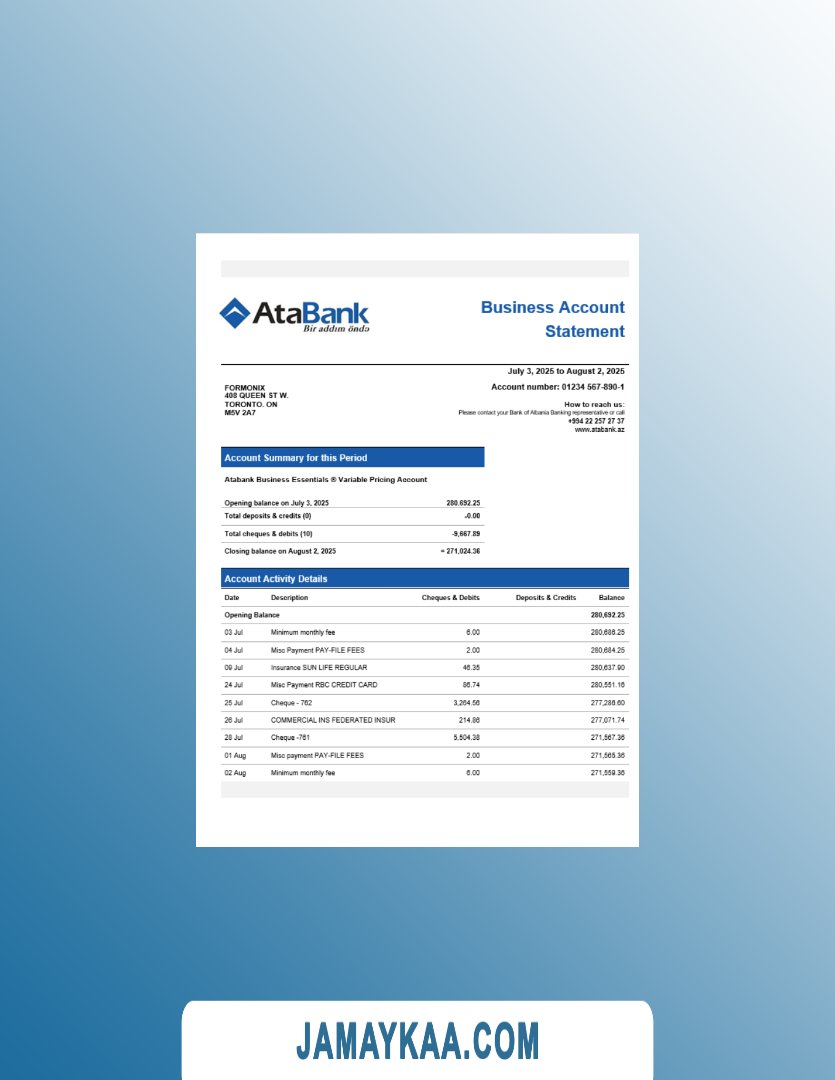 AtaBank
Bir addım öndə
Business Account
Statement
July 3, 2025 to August 2, 2025
FORMONIX
408 QUEEN ST W.
TORONTO. ON
M5V 2A7
Account number: 01234 567-890-1
How to reach us:
Please contact your Bank of Albania Banking representative or call
+994 22 257 27 37
www.atabank.az
Account Summary for this Period
Atabank Business Essentials ® Variable Pricing Account
Opening balance on July 3, 2025 280.692.25
Total deposits & credits (0) -0.00
Total cheques & debits (10) -9,667.89
Closing balance on August 2, 2025 = 271,024.36
Account Activity Details
Date Description Cheques & Debits Deposits & Credits Balance
Opening Balance 280,692.25
03 Jul Minimum monthly fee 6.00 280,686.25
04 Jul Misc Payment PAY-FILE FEES 2.00 280,684.25
09 Jul Insurance SUN LIFE REGULAR 46.35 280,637.90
24 Jul Misc Payment RBC CREDIT CARD 86.74 280,551.16
25 Jul Cheque - 762 3,264.56 277,286.60
26 Jul COMMERCIAL INS FEDERATED INSUR 214.86 277,071.74
28 Jul Cheque -761 5,504.38 271,567.36
01 Aug Misc payment PAY-FILE FEES 2.00 271,565.36
02 Aug Minimum monthly fee 6.00 271,559.36
JAMAYKAA.COM